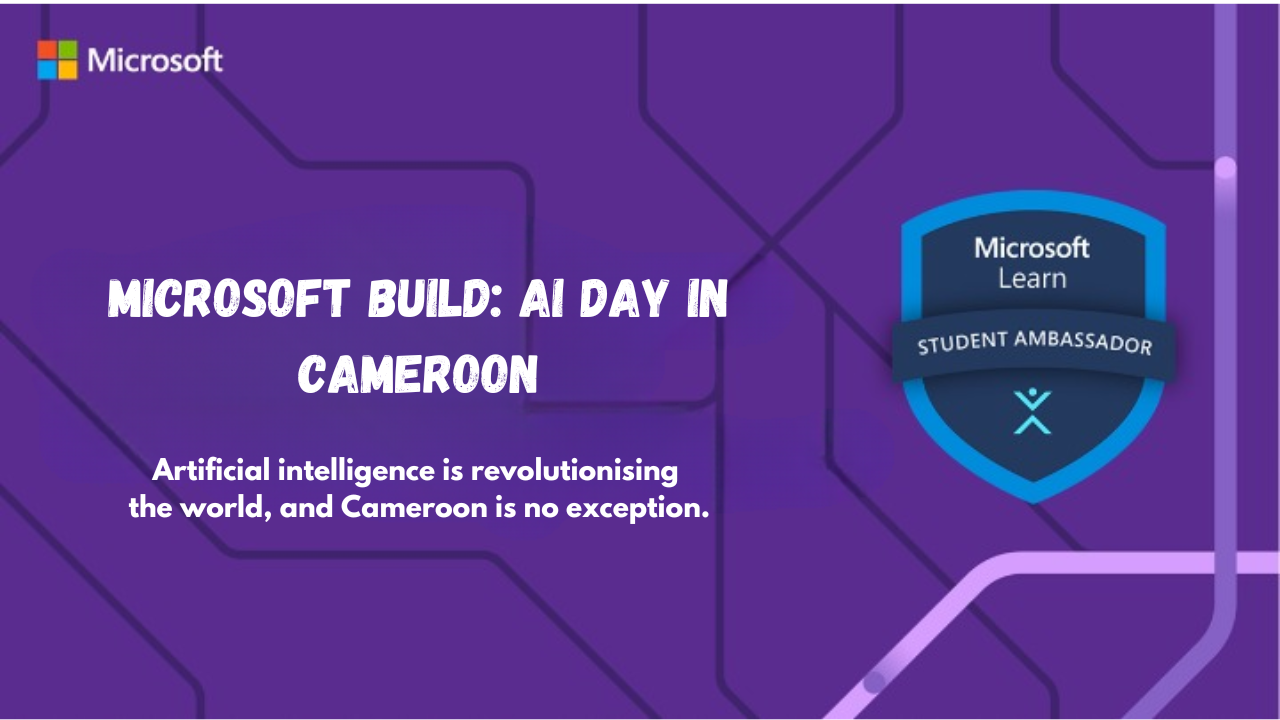 Microsoft
MICROSOFT BUILD: AI DAY IN
CAMEROON
Artificial intelligence is revolutionising
the world, and Cameroon is no exception.
Microsoft
Learn
STUDENT AMBASSADOR